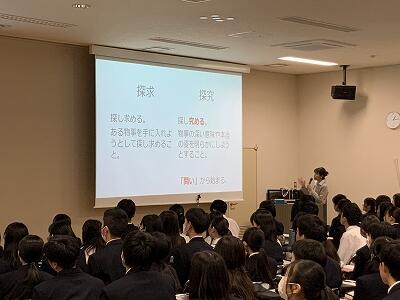 探求
探し求める。
ある物事を手に入れよ
うとして探し求めるこ
と。
探究
探し究める。
物事の深い意味や本当
の姿を明らかにしよう
とすること。
「問い」から始まる。